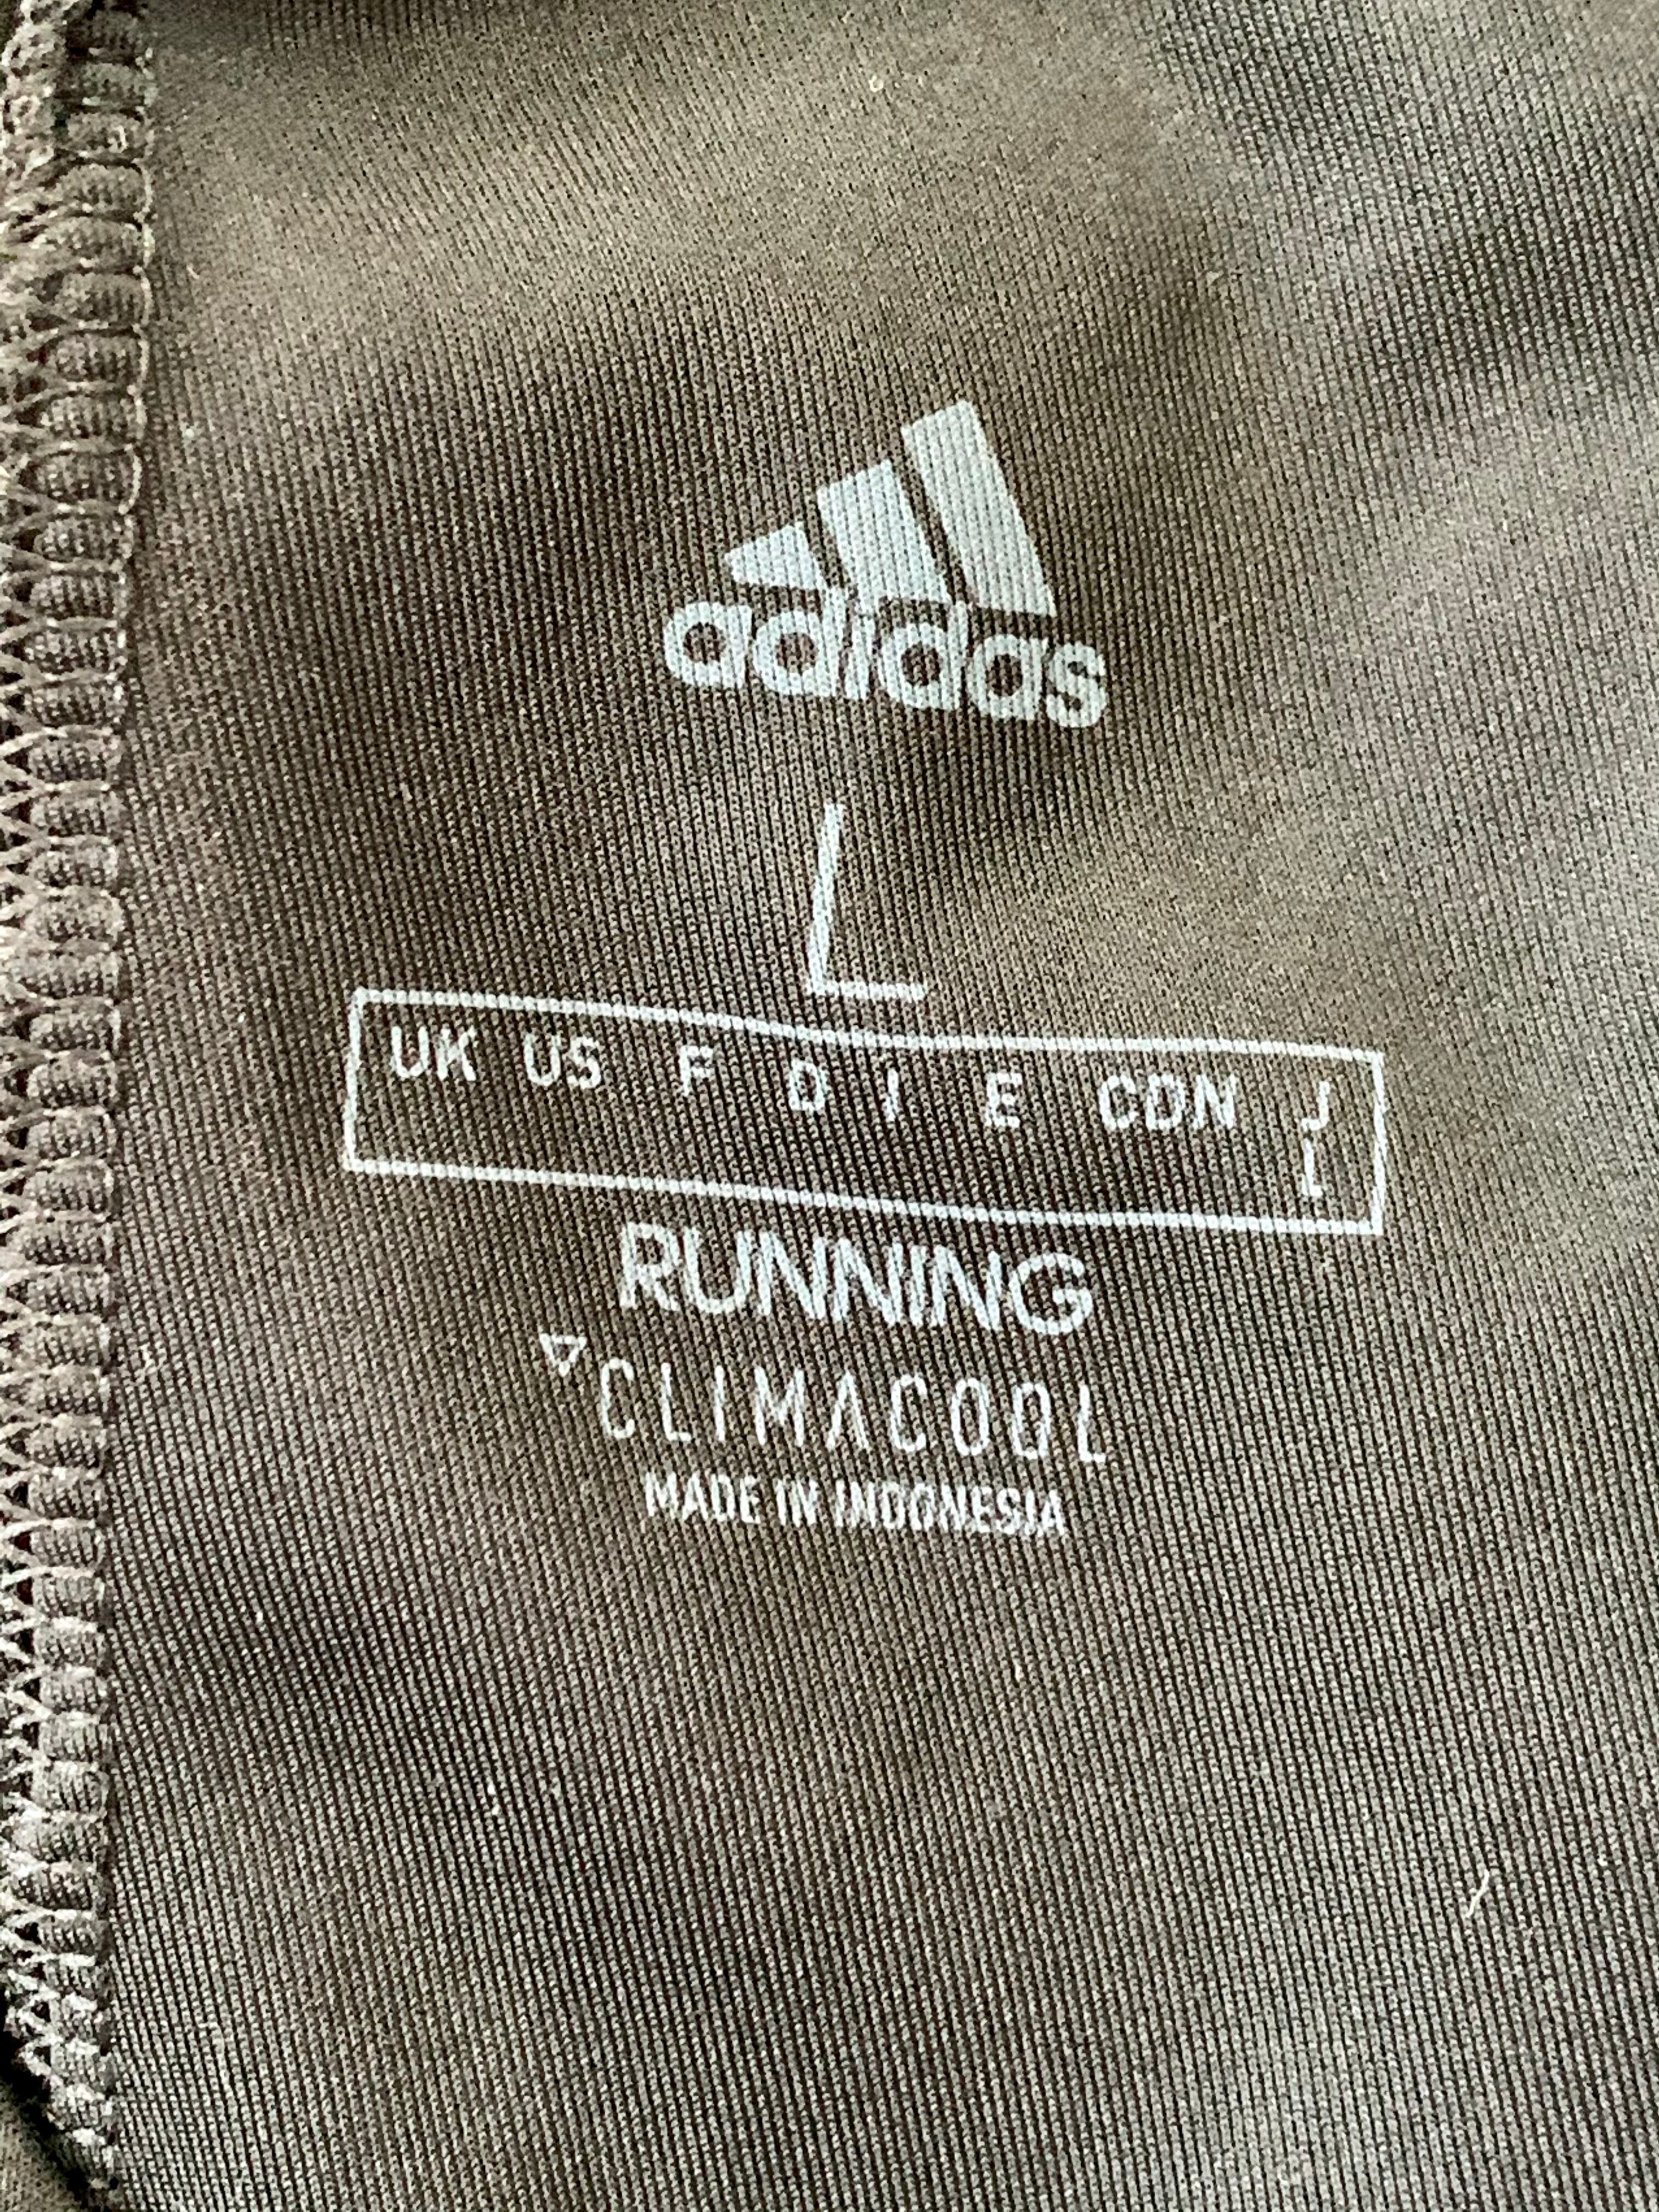 adidas
L
UK US F D I E CDN J
L
RUNNING
CLIMACOOL
MADE IN INDONESIA